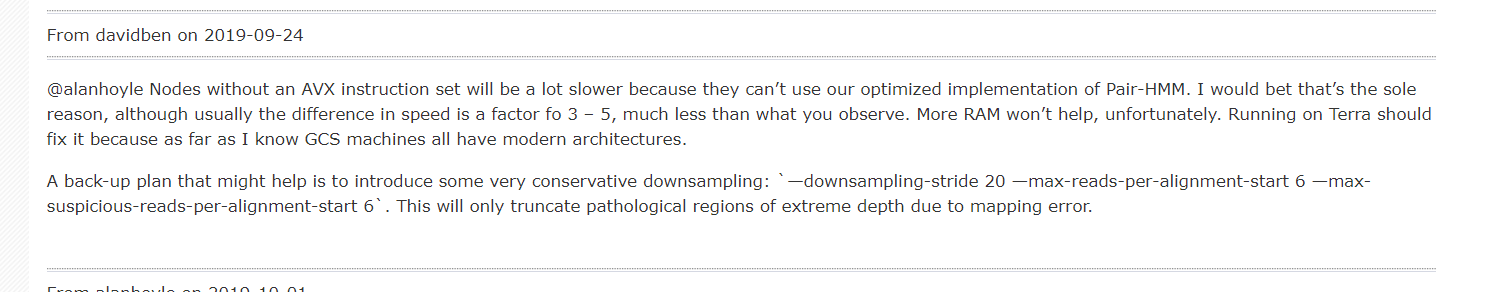 From davidben on 2019-09-24
@alanhoyle Nodes without an AVX instruction set will be a lot slower because they can’t use our optimized implementation of Pair-HMM. I would bet that’s the sole
reason, although usually the difference in speed is a factor fo 3 – 5, much less than what you observe. More RAM won’t help, unfortunately. Running on Terra should
fix it because as far as I know GCS machines all have modern architectures.
A back-up plan that might help is to introduce some very conservative downsampling: `—downsampling-stride 20 —max-reads-per-alignment-start 6 —max-
suspicious-reads-per-alignment-start 6`. This will only truncate pathological regions of extreme depth due to mapping error.
From alanhoyle on 2019-10-01